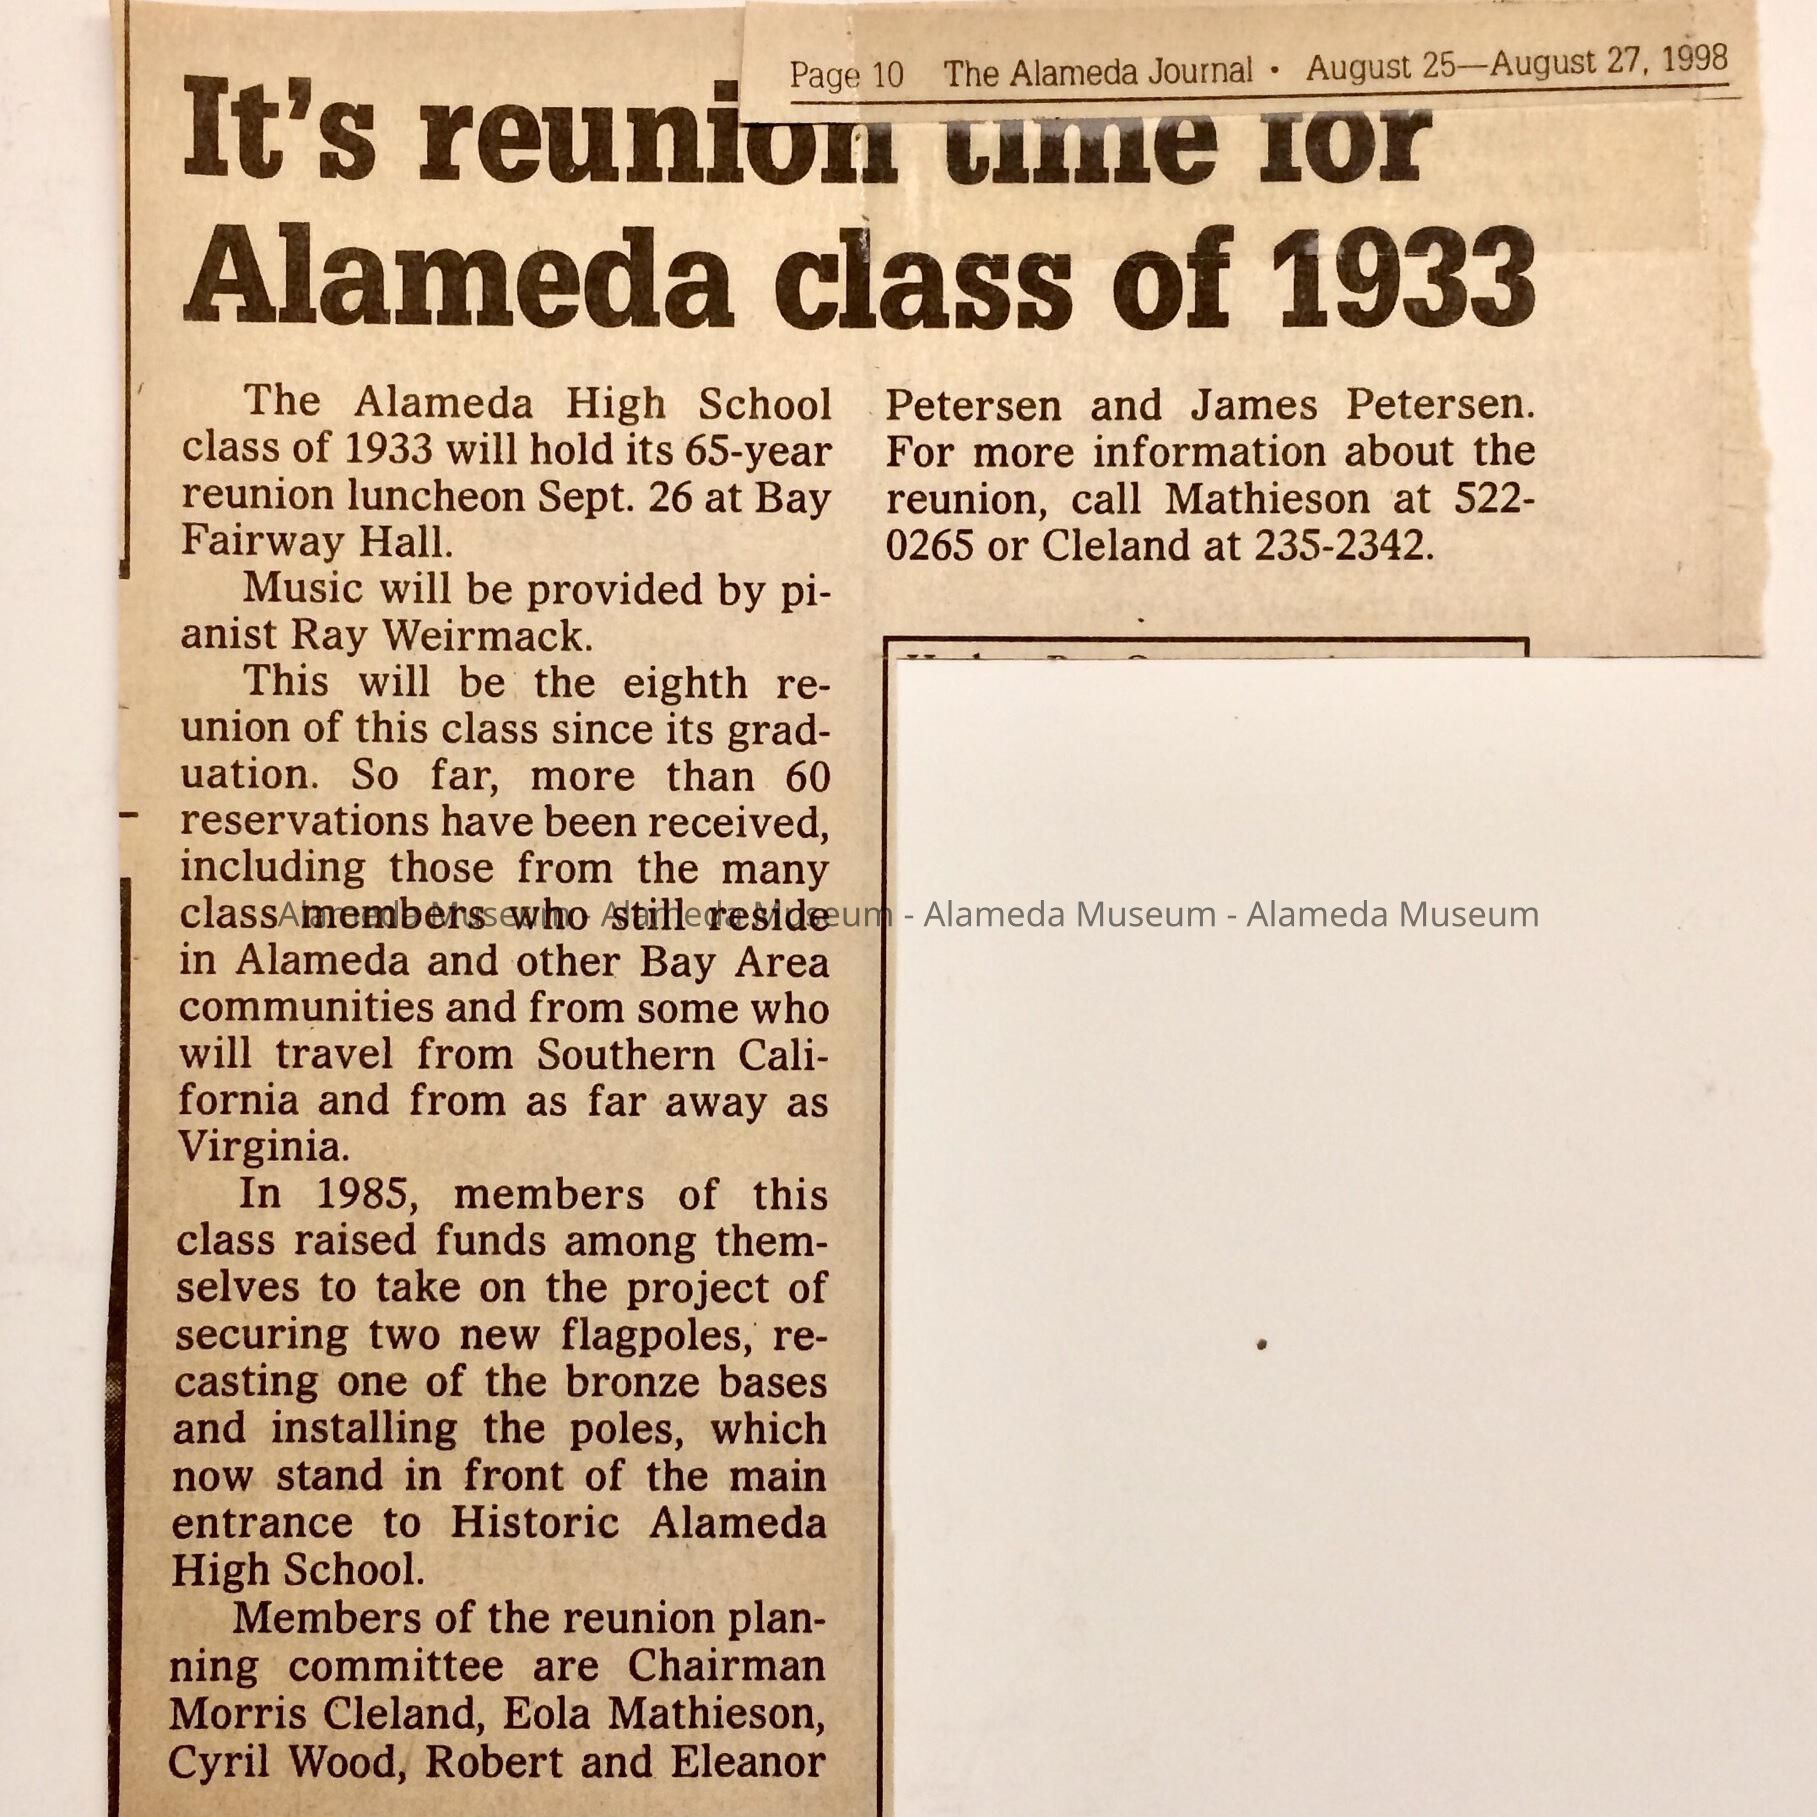 Page 10 The Alameda Journal • August 25—August 27, 1998
It's reunion time for
Alameda class of 1933
The Alameda High School
class of 1933 will hold its 65-year
reunion luncheon Sept. 26 at Bay
Fairway Hall.
Music will be provided by pi-
anist Ray Weirmack.
This will be the eighth re-
union of this class since its grad-
uation. So far, more than 60
reservations have been received,
including those from the many
class members who still reside
in Alameda and other Bay Area
communities and from some who
will travel from Southern Cali-
fornia and from as far away as
Virginia.
In 1985, members of this
class raised funds among them-
selves to take on the project of
securing two new flagpoles, re-
casting one of the bronze bases
and installing the poles, which
now stand in front of the main
entrance to Historic Alameda
High School.
Members of the reunion plan-
ning committee are Chairman
Morris Cleland, Eola Mathieson,
Cyril Wood, Robert and Eleanor
Petersen and James Petersen.
For more information about the
reunion, call Mathieson at 522-
0265 or Cleland at 235-2342.
Alameda Museum - Alameda Museum - Alameda Museum - Alameda Museum